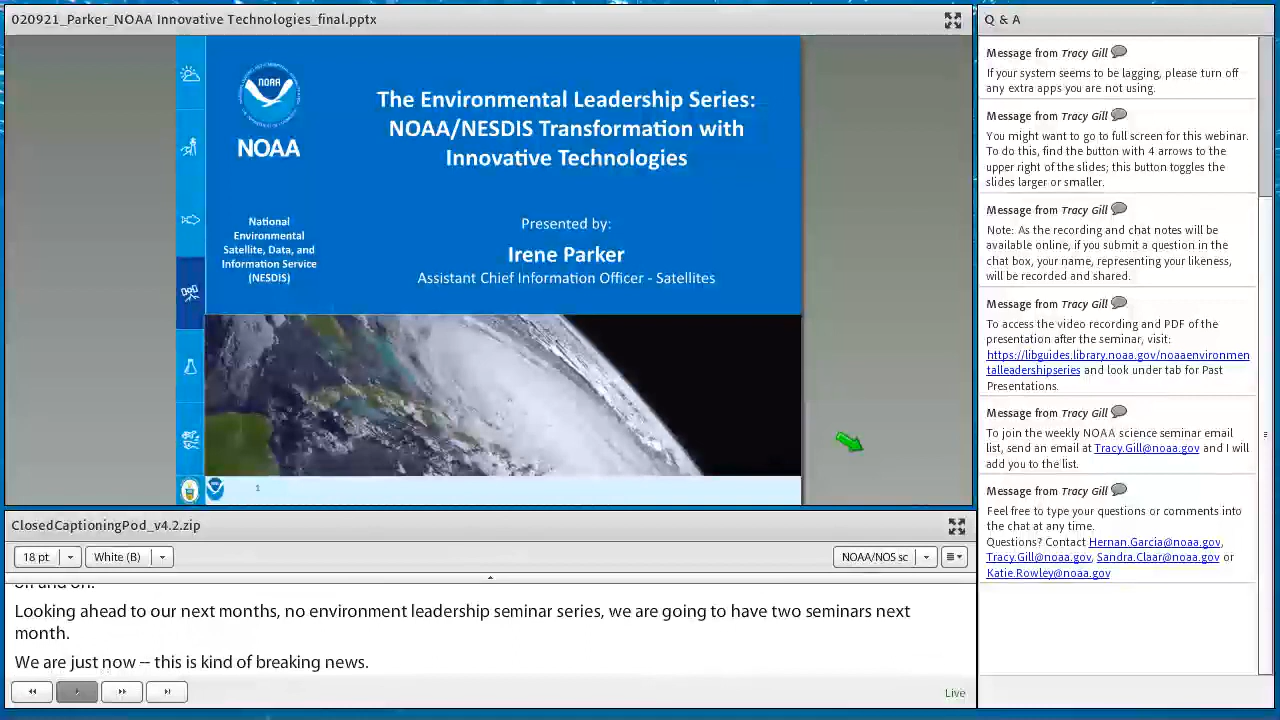 020921_Parker_NOAA Innovative Technologies_final.pptx
NOAA
NOAA
The Environmental Leadership Series:
NOAA/NESDIS Transformation with
Innovative Technologies
National
Environmental
Satellite, Data, and
Information Service
(NESDIS)
Presented by:
Irene Parker
Assistant Chief Information Officer - Satellites
1
ClosedCaptioningPod_v4.2.zip
18 pt
White (B)
NOAA/NOS sc
Looking ahead to our next months, no environment leadership seminar series, we are going to have two seminars next
month.
We are just now -- this is kind of breaking news.
Live
Q & A
Message from Tracy Gill
If your system seems to be lagging, please turn off
any extra apps you are not using.
Message from Tracy Gill
You might want to go to full screen for this webinar.
To do this, find the button with 4 arrows to the
upper right of the slides; this button toggles the
slides larger or smaller.
Message from Tracy Gill
Note: As the recording and chat notes will be
available online, if you submit a question in the
chat box, your name, representing your likeness,
will be recorded and shared.
Message from Tracy Gill
To access the video recording and PDF of the
presentation after the seminar, visit:
https://libguides.library.noaa.gov/noaaenvironmen
talleadershipseries and look under tab for Past
Presentations.
Message from Tracy Gill
To join the weekly NOAA science seminar email
list, send an email at Tracy.Gill@noaa.gov and I will
add you to the list.
Message from Tracy Gill
Feel free to type your questions or comments into
the chat at any time.
Questions? Contact Hernan.Garcia@noaa.gov,
Tracy.Gill@noaa.gov, Sandra.Claar@noaa.gov or
Katie.Rowley@noaa.gov